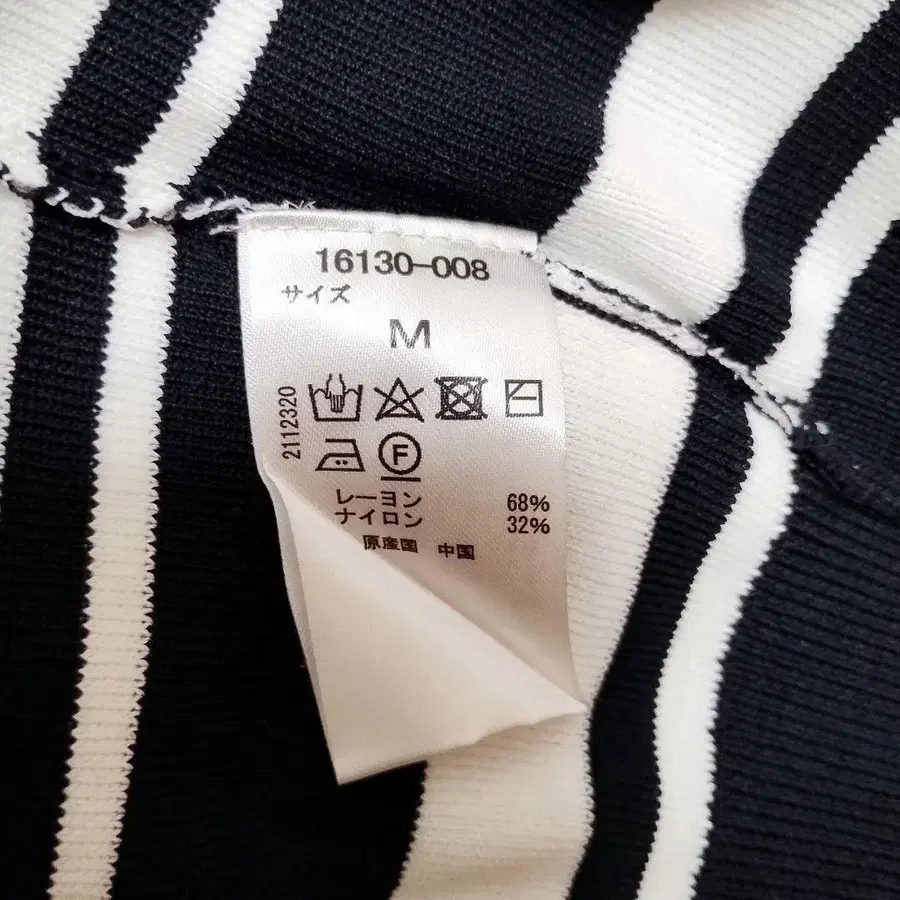 16130-008
サイズ
M
2112320
F
レーヨン 68%
ナイロン 32%
原産国 中国